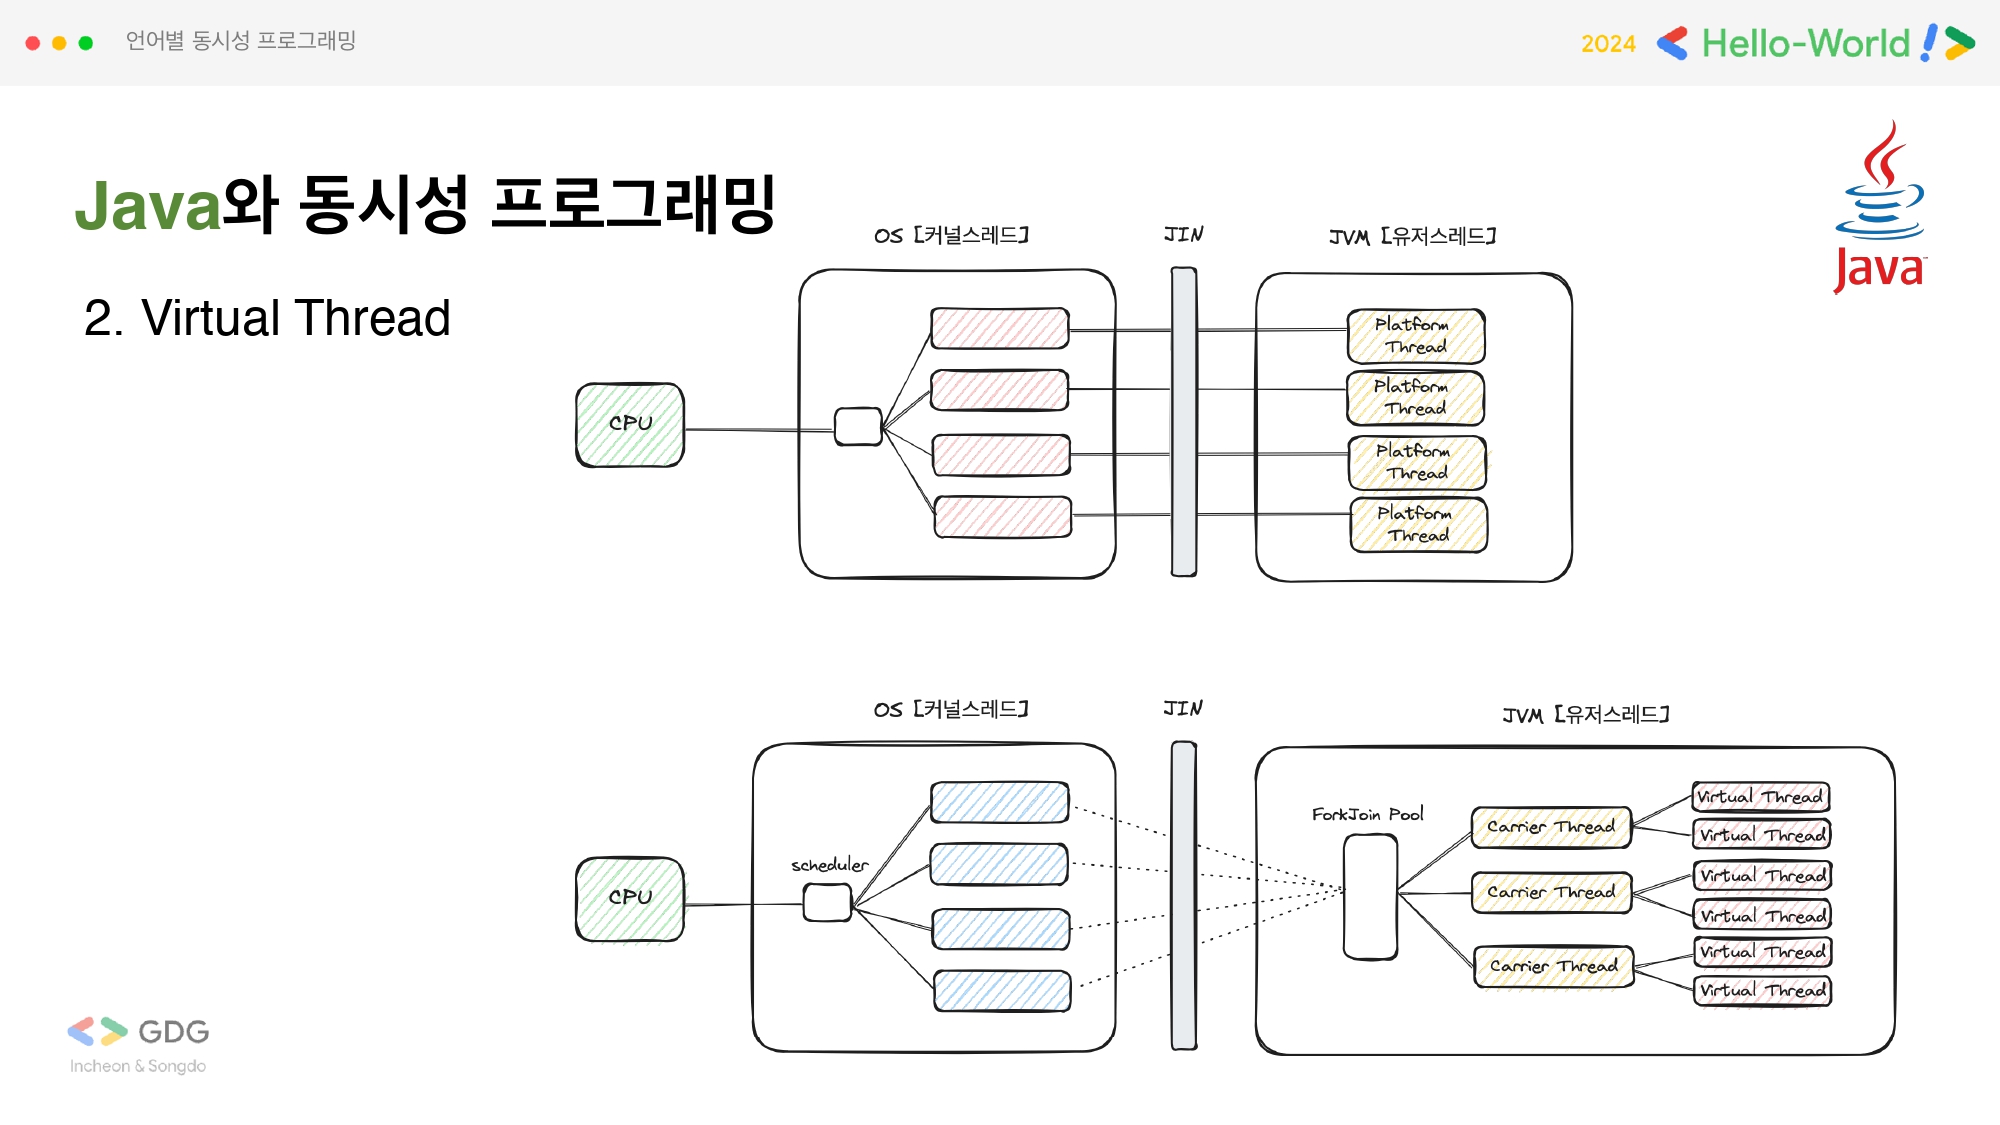 언어별 동시성 프로그래밍
2024 Hello-World!
Java와 동시성 프로그래밍
Java
2. Virtual Thread
OS [커널스레드]
JIN
JVM [유저스레드]
CPU
Platform
Thread
Platform
Thread
Platform
Thread
Platform
Thread
OS [커널스레드]
JIN
JVM [유저스레드]
CPU
scheduler
ForkJoin Pool
Carrier Thread
Carrier Thread
Carrier Thread
Virtual Thread
Virtual Thread
Virtual Thread
Virtual Thread
Virtual Thread
Virtual Thread
GDG
Incheon & Songdo